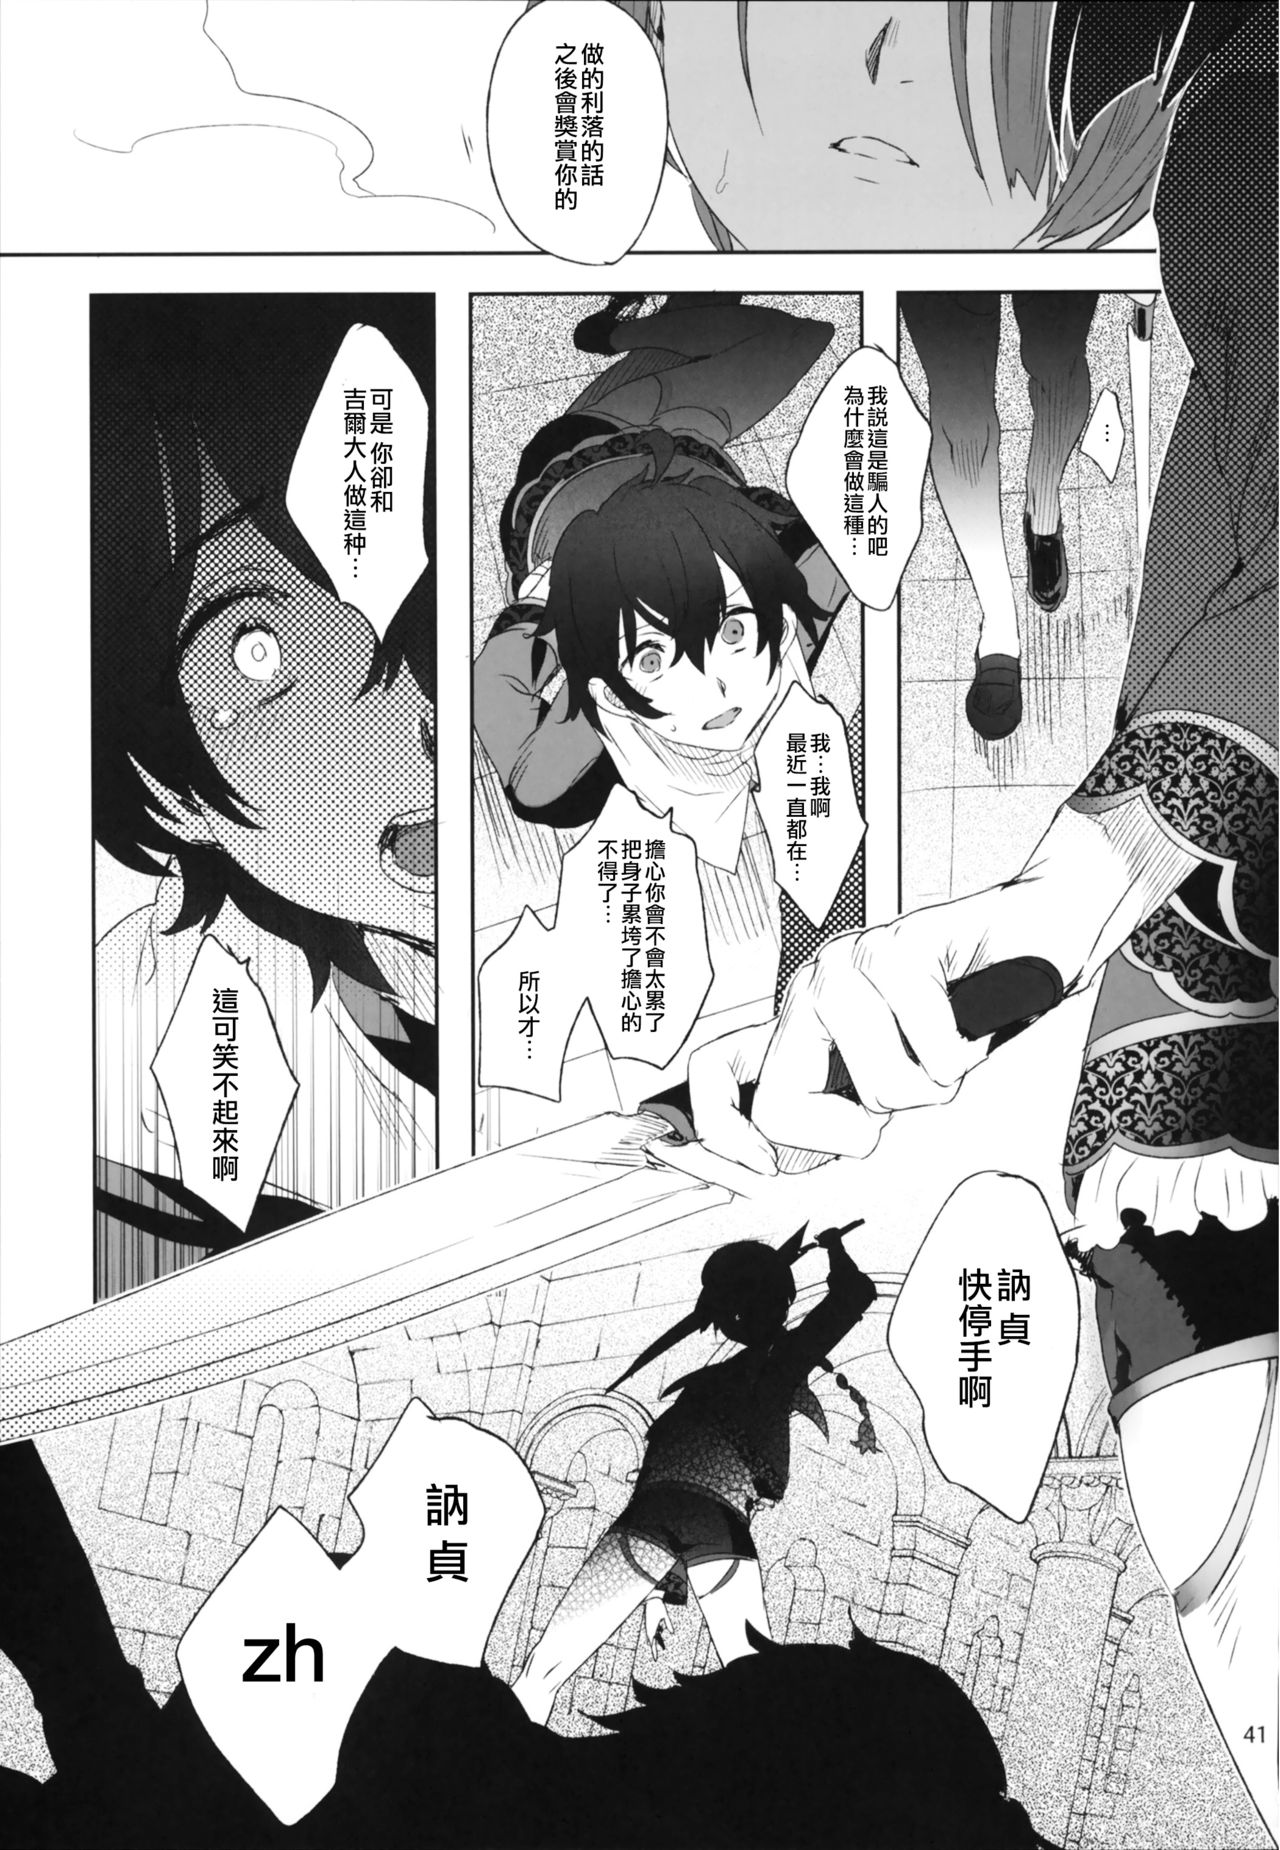 做的利落的話
之後會獎賞你的
…
我説這是騙人的吧
為什麼會做這種…
我…我啊
最近一直都在…
擔心你會不會太累了
把身子累垮了擔心的
不得了…
所以才…
可是 你卻和
吉爾大人做這种…
這可笑不起來啊
訥貞
快停手啊
訥貞
zh
41